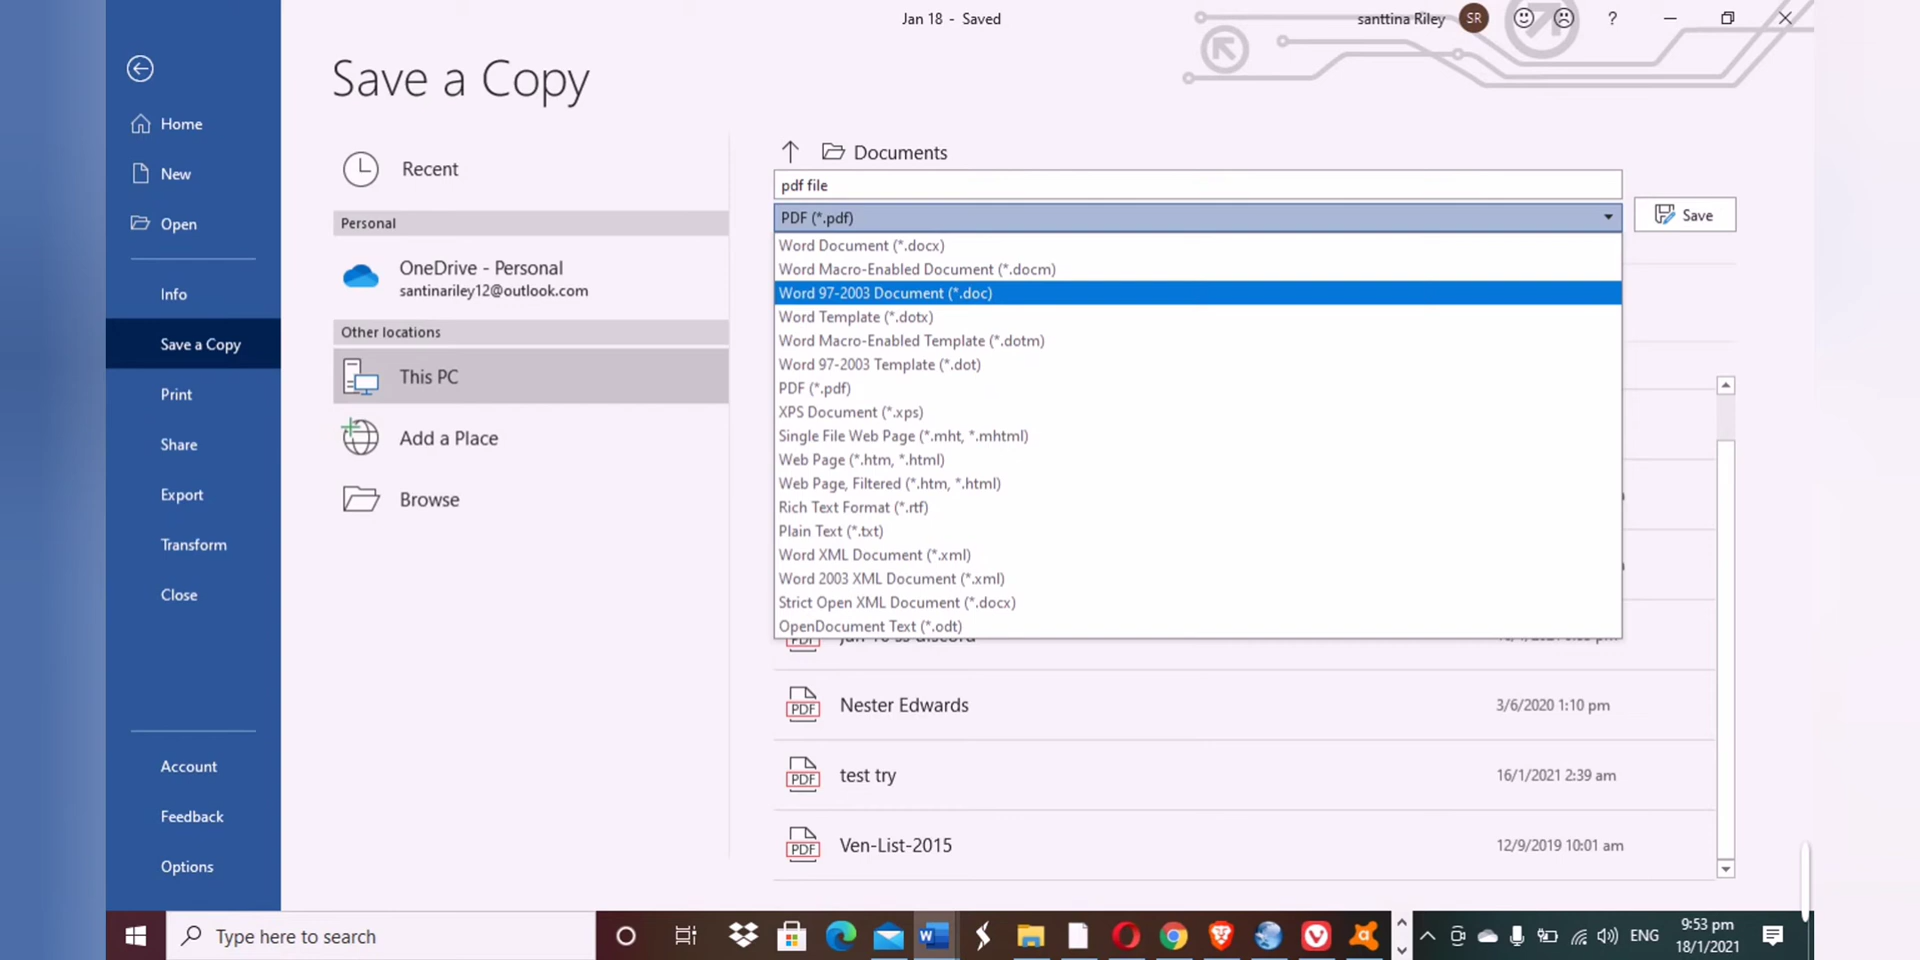 Jan 18 - Saved
santtina Riley
SR
?
Save a Copy
Home
New
Open
Info
Save a Copy
Print
Share
Export
Transform
Close
Account
Feedback
Options
Recent
Personal
OneDrive - Personal
santinariley12@outlook.com
Other locations
This PC
Add a Place
Browse
Documents
pdf file
PDF (*.pdf)
Save
Word Document (*.docx)
Word Macro-Enabled Document (*.docm)
Word 97-2003 Document (*.doc)
Word Template (*.dotx)
Word Macro-Enabled Template (*.dotm)
Word 97-2003 Template (*.dot)
PDF (*.pdf)
XPS Document (*.xps)
Single File Web Page (*.mht, *.mhtml)
Web Page (*.htm, *.html)
Web Page, Filtered (*.htm, *.html)
Rich Text Format (*.rtf)
Plain Text (*.txt)
Word XML Document (*.xml)
Word 2003 XML Document (*.xml)
Strict Open XML Document (*.docx)
OpenDocument Text (*.odt)
PDF Nester Edwards 3/6/2020 1:10 pm
PDF test try 16/1/2021 2:39 am
PDF Ven-List-2015 12/9/2019 10:01 am
Type here to search
ENG
9:53 pm
18/1/2021